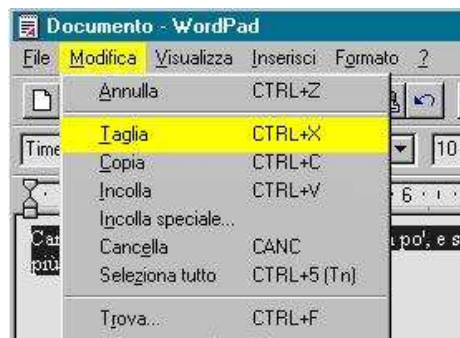 Documento - WordPad
File Modifica Visualizza Inserisci Formato ?
Annulla CTRL+Z
Taglia CTRL+X
Time 10
Copia CTRL+C
Incolla CTRL+V
6
Incolla speciale...
Cancella CANC
po', e s
più
Seleziona tutto CTRL+5 (Tn)
Trova... CTRL+F